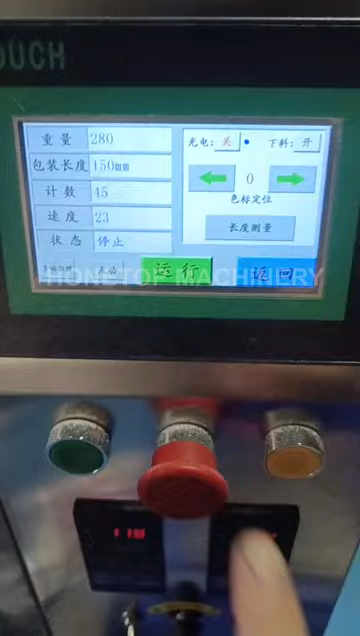 OUCH
重量 280
包装长度 150mm
计数 45
速度 23
状态 停止
光电: 关 下料: 开
0
色标定位
长度测量
运行 返回
HONETOP MACHINERY